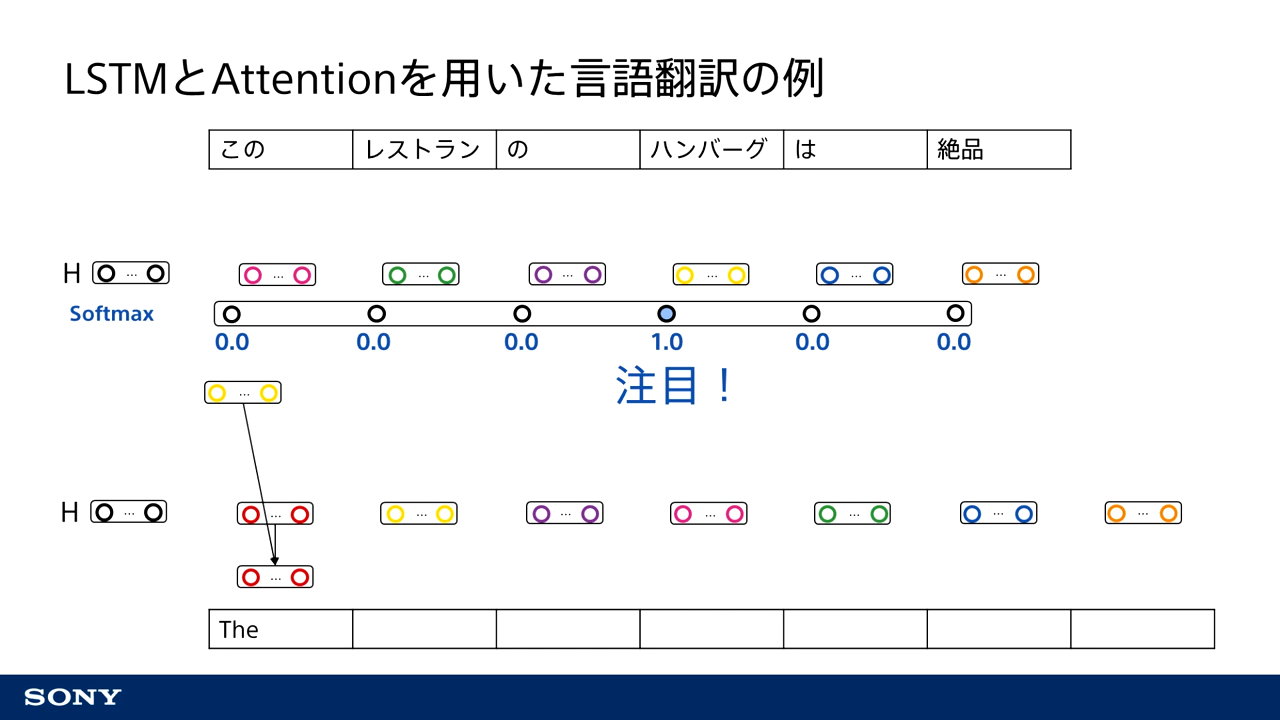 LSTMとAttentionを用いた言語翻訳の例
この レストラン の ハンバーグ は 絶品
H ... ... ... ... ... ... ...
Softmax
0.0 0.0 0.0 1.0 0.0 0.0
注目！
...
H ... ... ... ... ... ... ... ...
...
The
SONY